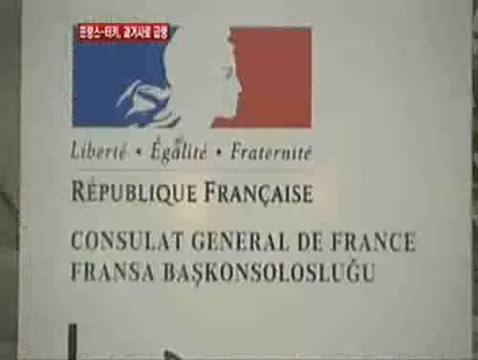 프랑스-터키, 과거사로 급랭
Liberté • Égalité • Fraternité
RÉPUBLIQUE FRANÇAISE
CONSULAT GENERAL DE FRANCE
FRANSA BAŞKONSOLOSLUĞU